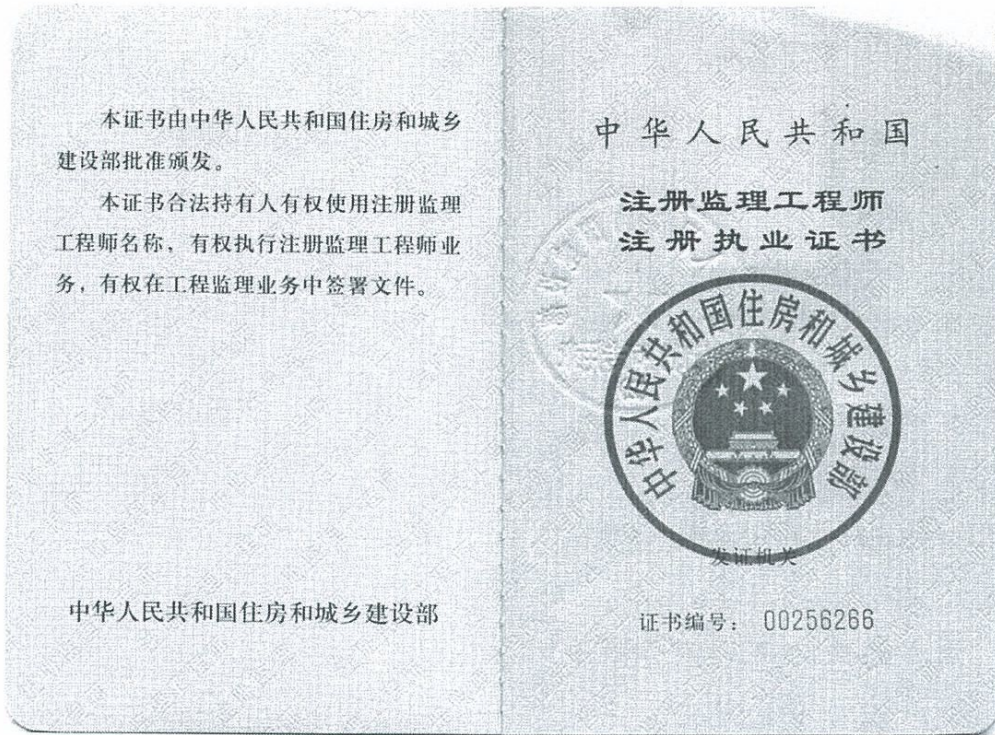 本证书由中华人民共和国住房和城乡
建设部批准颁发。
本证书合法持有人有权使用注册监理
工程师名称，有权执行注册监理工程师业
务，有权在工程监理业务中签署文件。
中华人民共和国住房和城乡建设部
中华人民共和国
注册监理工程师
注册执业证书
中华人民共和国住房和城乡建设部
发证机关
证书编号： 00256266